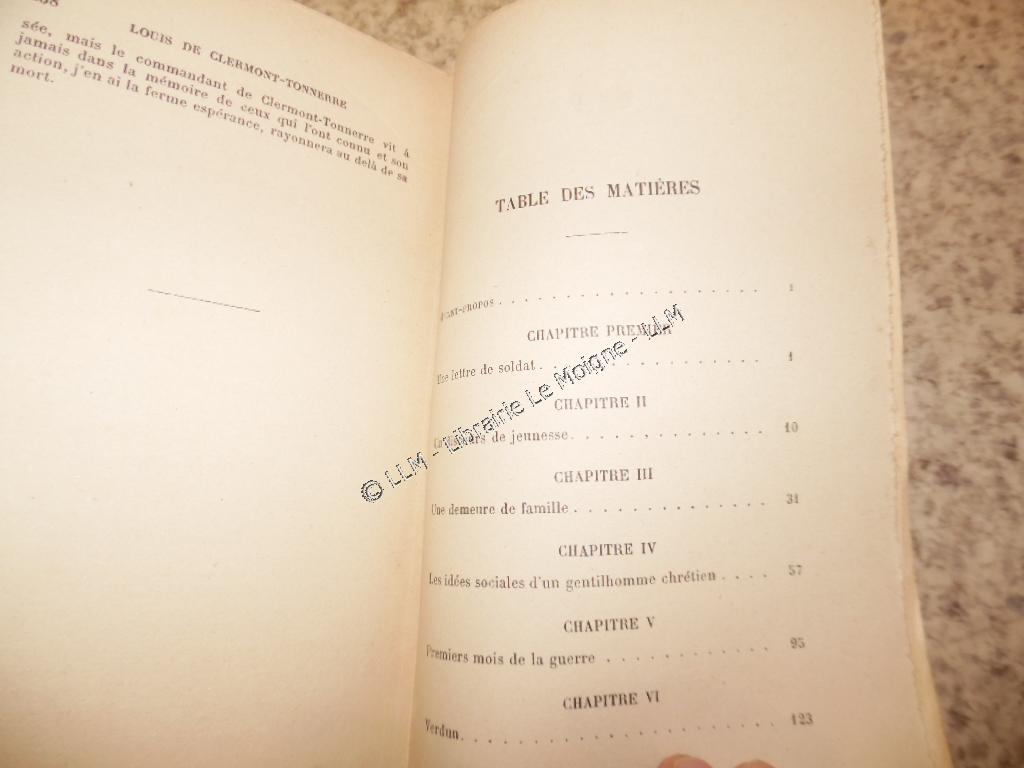 LOUIS DE CLERMONT-TONNERRE
sée, mais le commandant de Clermont-Tonnerre vit à
jamais dans la mémoire de ceux qui l'ont connu et son
action, j'en ai la ferme espérance, rayonnera au delà de sa
mort.
TABLE DES MATIÈRES
-PROPOS . . . . . . . . . . . . . . . . . . I
CHAPITRE PREMIER
Une lettre de soldat . . . . . . . . . . . . . 1
CHAPITRE II
de jeunesse . . . . . . . . . . . 10
CHAPITRE III
Une demeure de famille . . . . . . . . . . . 31
CHAPITRE IV
Les idées sociales d'un gentilhomme chrétien . . . . 57
CHAPITRE V
Premiers mois de la guerre . . . . . . . . . . 95
CHAPITRE VI
Verdun . . . . . . . . . . . . . . . . . 123
© LLM - Librairie Le Moigne - LLM